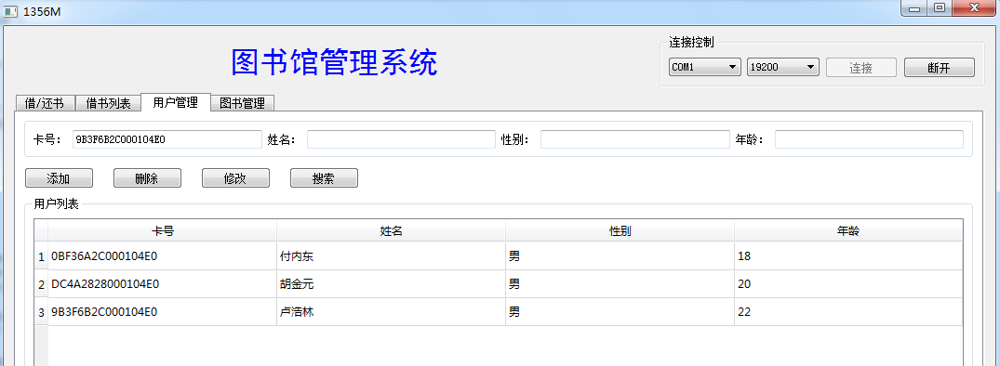 1356M
图书馆管理系统
连接控制
COM1 19200 连接 断开
借/还书 借书列表 用户管理 图书管理
卡号： 9B3F6B2C000104E0 姓名： 性别： 年龄：
添加 删除 修改 搜索
用户列表
卡号 姓名 性别 年龄
1 0BF36A2C000104E0 付内东 男 18
2 DC4A2828000104E0 胡金元 男 20
3 9B3F6B2C000104E0 卢浩林 男 22